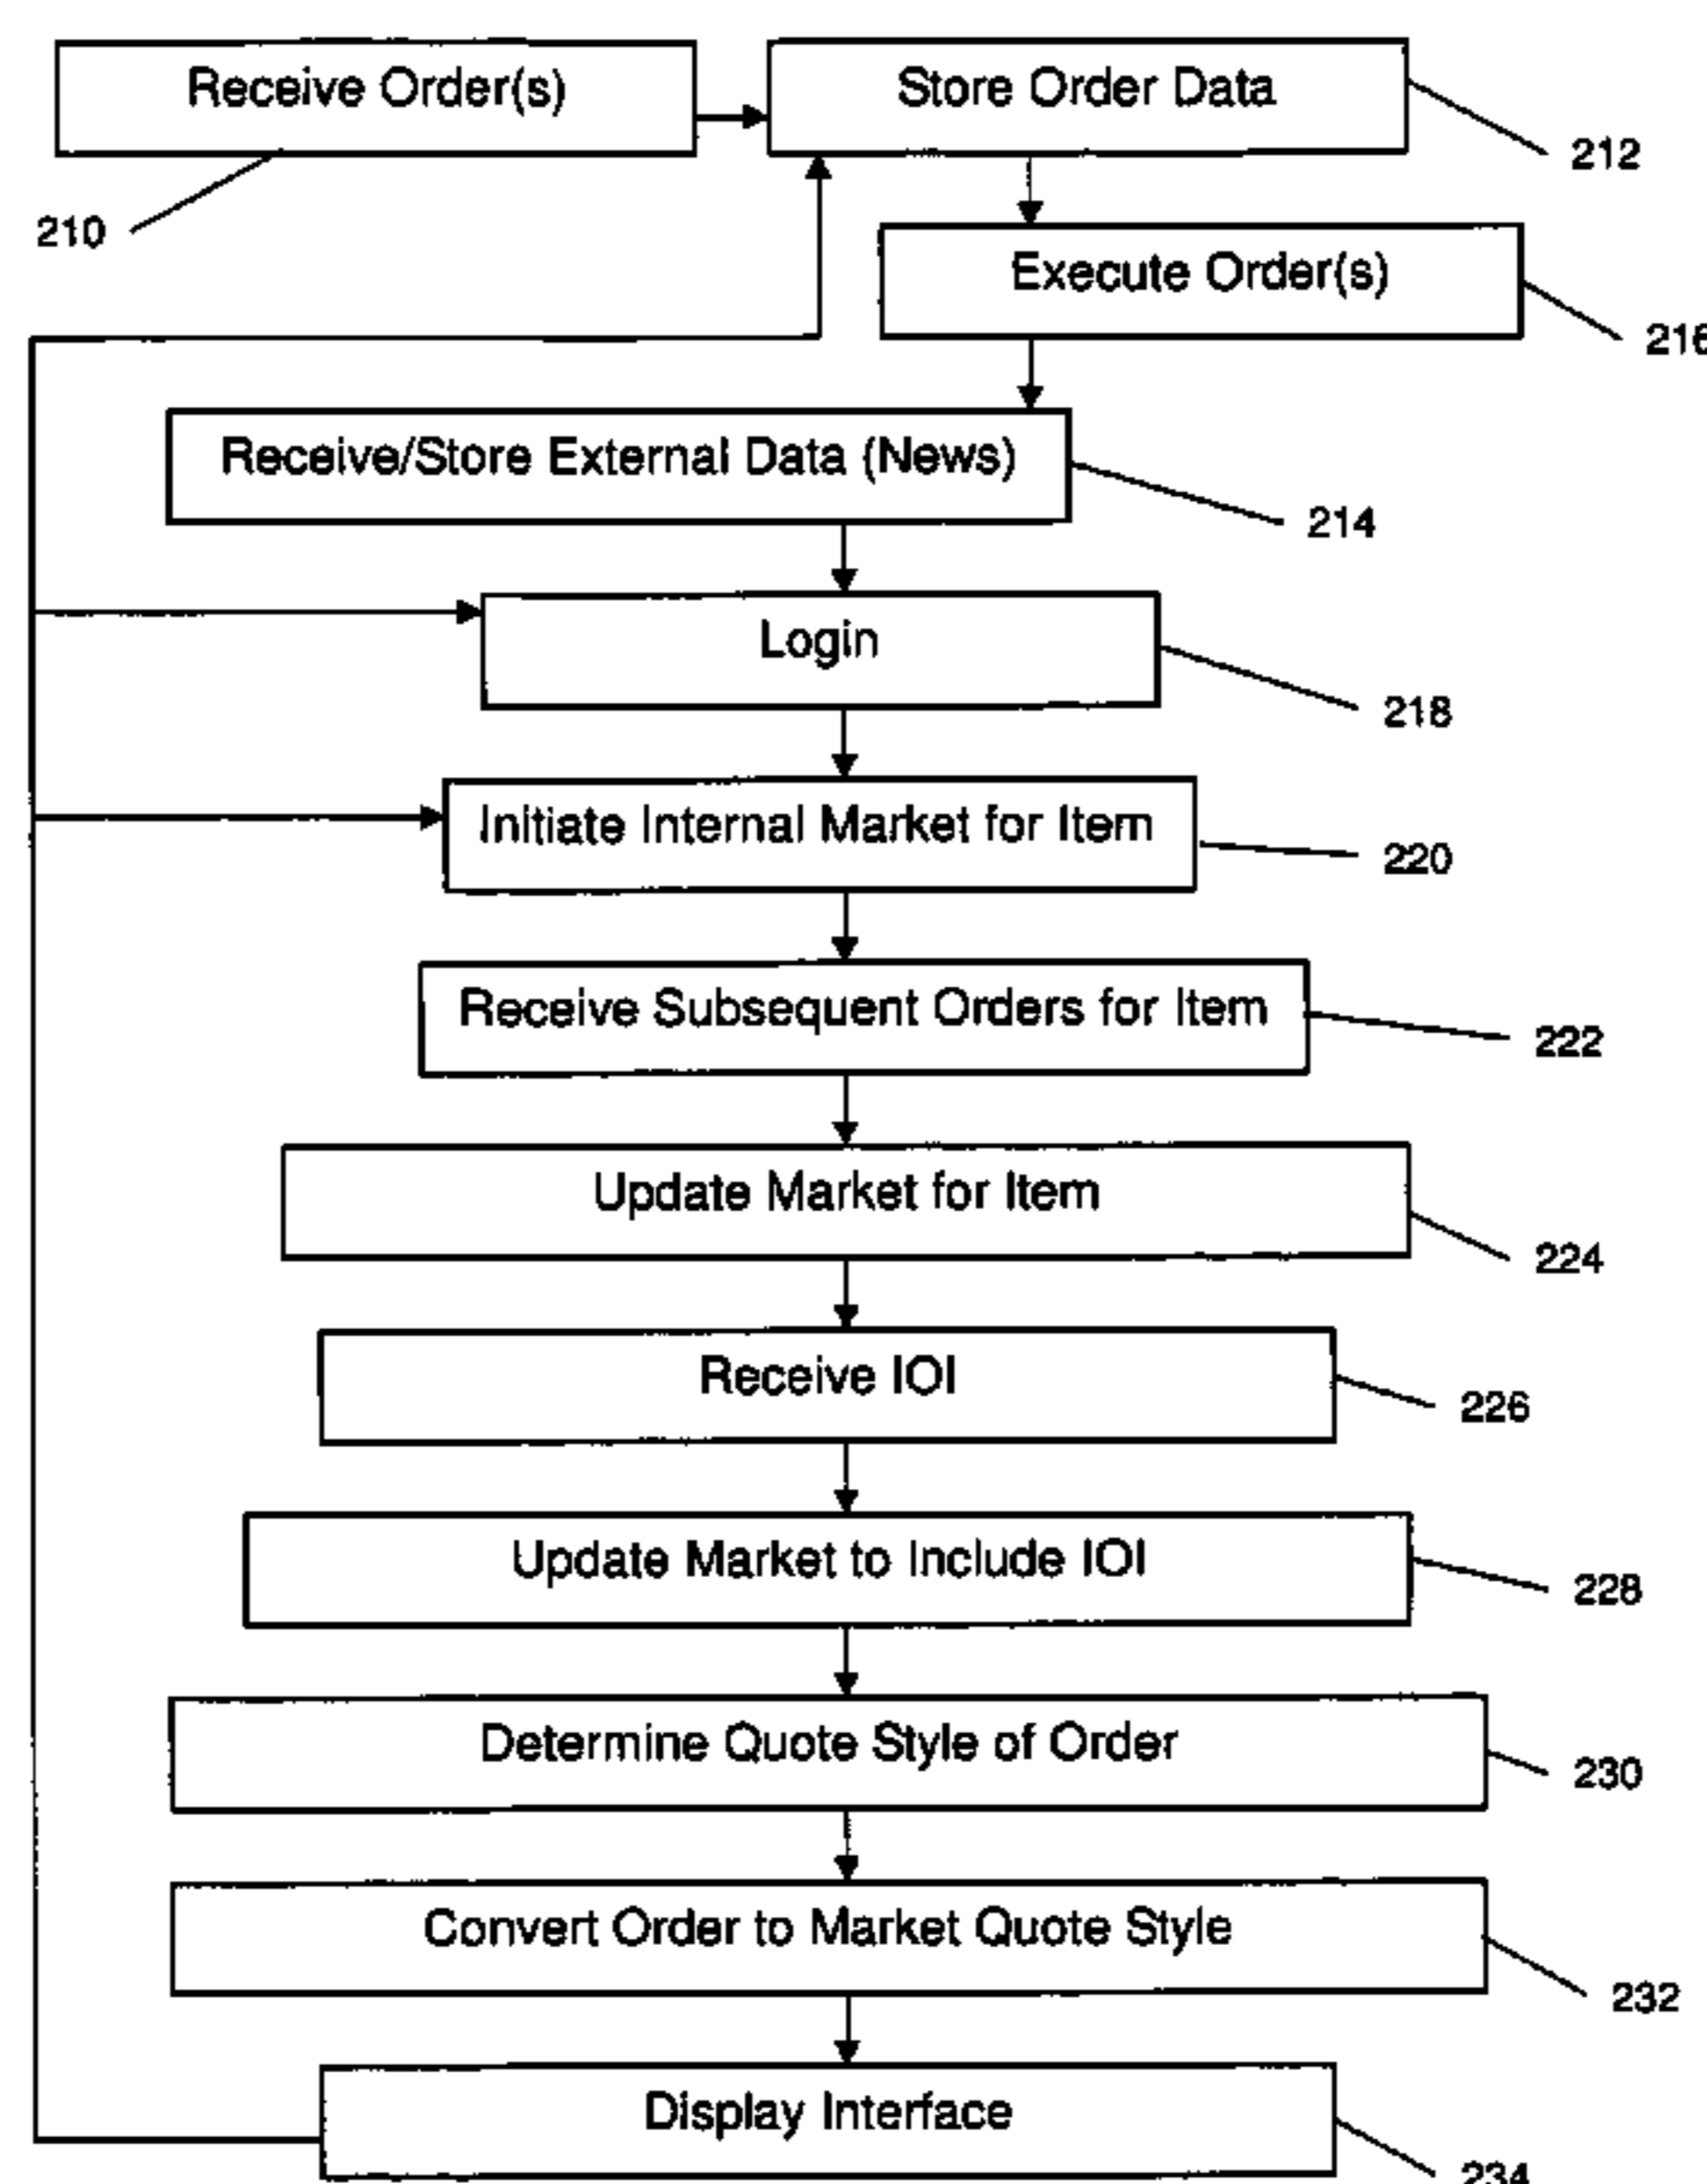 Receive Order(s)
Store Order Data
212
210
Execute Order(s)
216
Receive/Store External Data (News)
214
Login
218
Initiate Internal Market for Item
220
Receive Subsequent Orders for Item
222
Update Market for Item
224
Receive IOI
226
Update Market to Include IOI
228
Determine Quote Style of Order
230
Convert Order to Market Quote Style
232
Display Interface
234